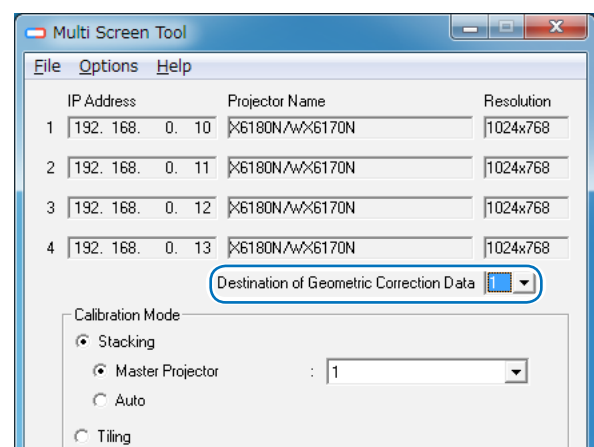 Multi Screen Tool
File Options Help
IP Address Projector Name Resolution
1 192. 168. 0. 10 X6180N/WX6170N 1024x768
2 192. 168. 0. 11 X6180N/WX6170N 1024x768
3 192. 168. 0. 12 X6180N/WX6170N 1024x768
4 192. 168. 0. 13 X6180N/WX6170N 1024x768
Destination of Geometric Correction Data 1
Calibration Mode
Stacking
Master Projector : 1
Auto
Tiling